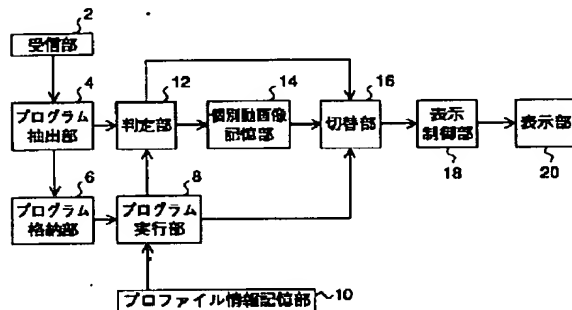 2
受信部
4
プログラム
抽出部
12
判定部
14
個別動画像
記憶部
16
切替部
表示
制御部
18
表示部
20
6
プログラム
格納部
8
プログラム
実行部
プロファイル情報記憶部
10